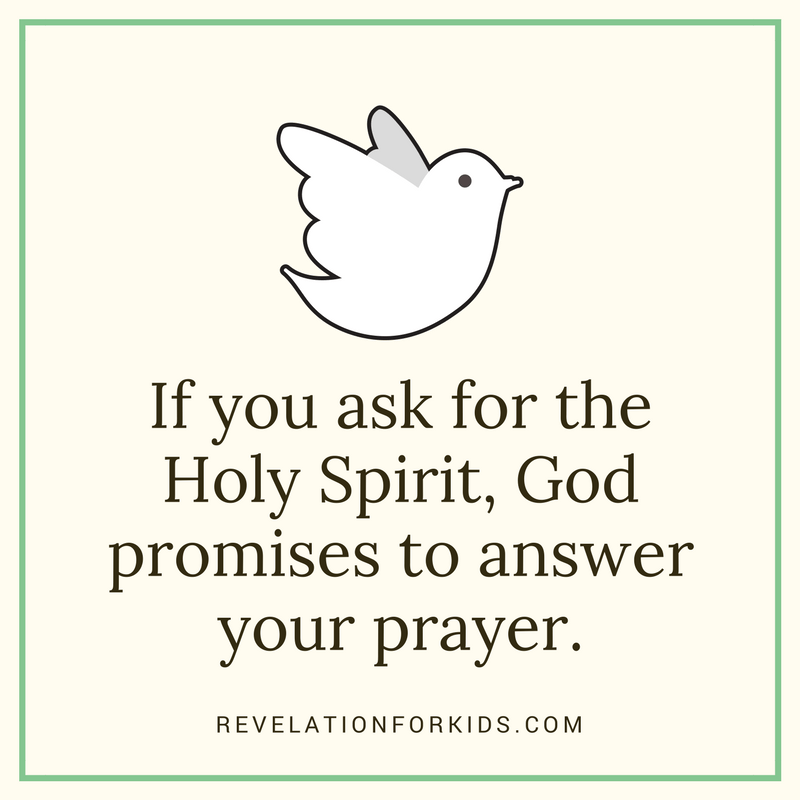 If you ask for the
Holy Spirit, God
promises to answer
your prayer.
REVELATIONFORKIDS.COM